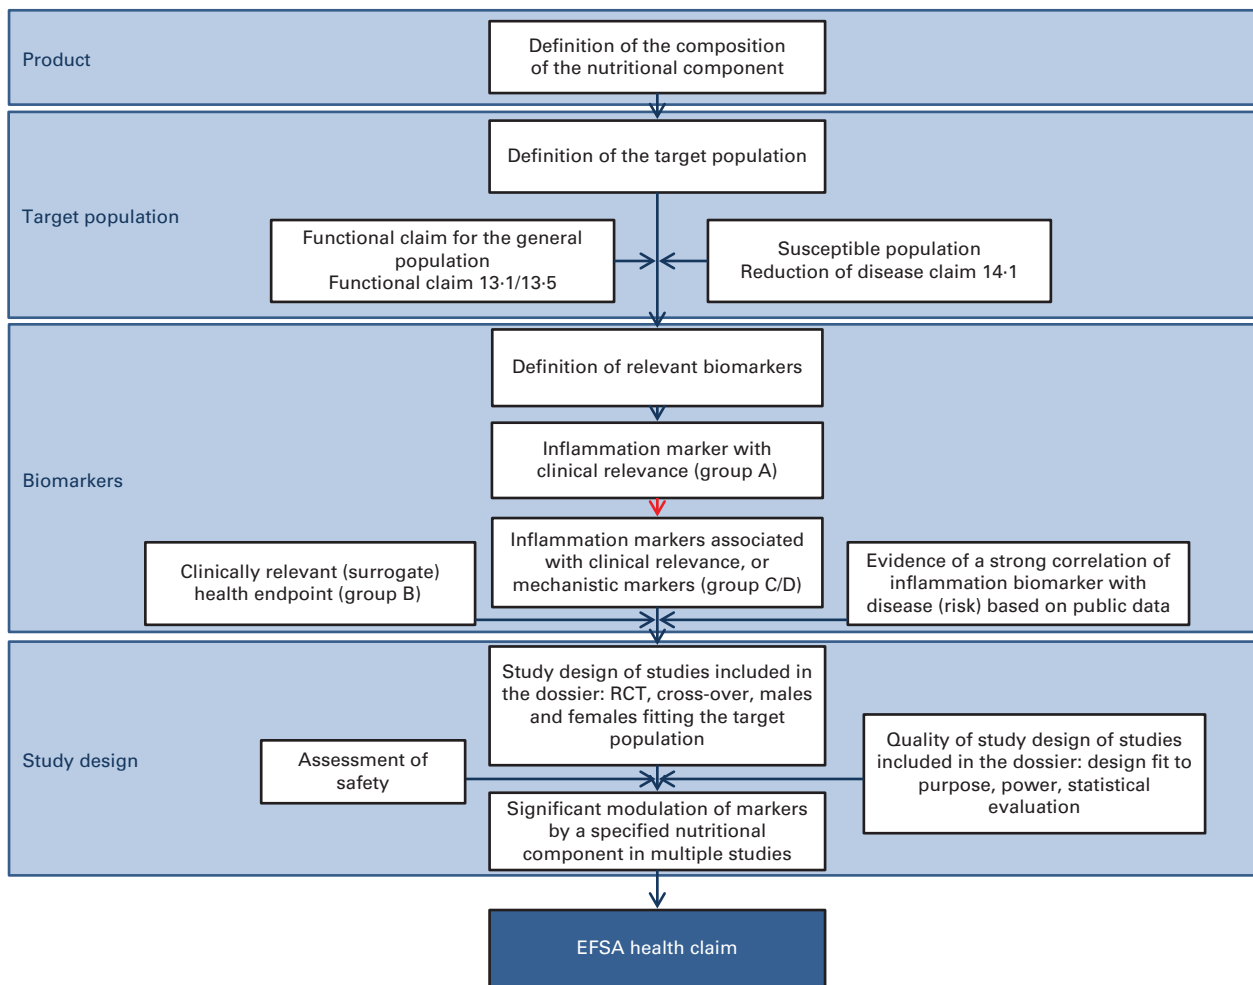 Product
Definition of the composition
of the nutritional component
Target population
Definition of the target population
Functional claim for the general
population
Functional claim 13·1/13·5
Susceptible population
Reduction of disease claim 14·1
Biomarkers
Definition of relevant biomarkers
Inflammation marker with
clinical relevance (group A)
Inflammation markers associated
with clinical relevance, or
mechanistic markers (group C/D)
Clinically relevant (surrogate)
health endpoint (group B)
Evidence of a strong correlation of
inflammation biomarker with
disease (risk) based on public data
Study design
Study design of studies included in
the dossier: RCT, cross-over, males
and females fitting the target
population
Assessment of
safety
Quality of study design of studies
included in the dossier: design fit to
purpose, power, statistical
evaluation
Significant modulation of markers
by a specified nutritional
component in multiple studies
EFSA health claim